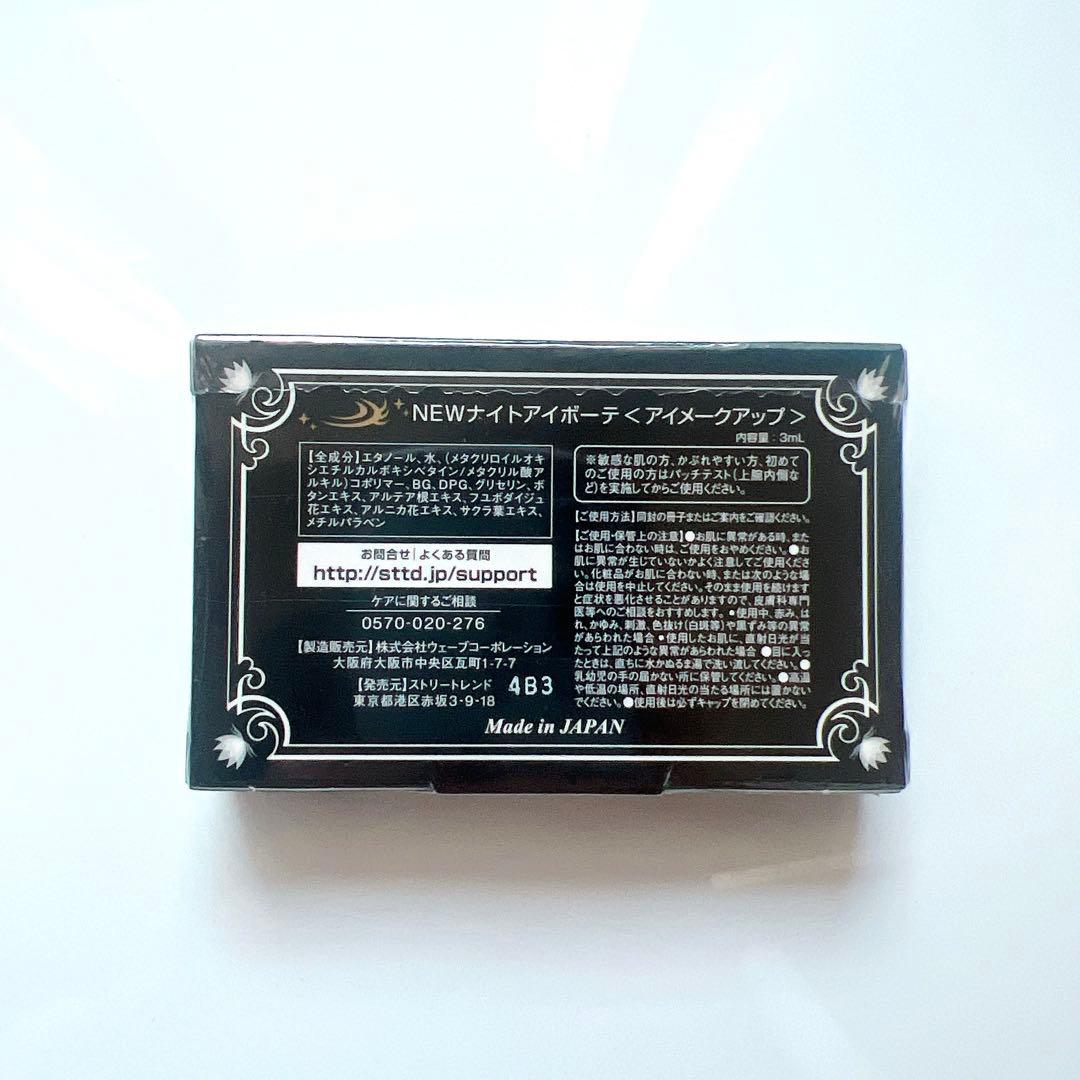 NEWナイトアイボーテ＜アイメークアップ＞
内容量：3mL
【全成分】エタノール、水、(メタクリロイルオキ
シエチルカルボキシベタイン/メタクリル酸ア
ルキル)コポリマー、BG、DPG、グリセリン、ボ
タンエキス、アルテア根エキス、フユボダイジュ
花エキス、アルニカ花エキス、サクラ葉エキス、
メチルパラベン
お問合せ|よくある質問
http://sttd.jp/support
ケアに関するご相談
0570-020-276
【製造販売元】株式会社ウェーブコーポレーション
大阪府大阪市中央区瓦町1-7-7
【発売元】ストリートレンド
東京都港区赤坂3-9-18
4B3
※敏感な肌の方、かぶれやすい方、初めて
のご使用の方はパッチテスト(上腕内側な
ど)を実施してからご使用ください。
【ご使用方法】同封の冊子またはご案内をご確認ください。
【ご使用・保管上の注意】●お肌に異常がある時、また
はお肌に合わない時は、ご使用をおやめください。●お
肌に異常が生じていないかよく注意してご使用くださ
い。化粧品がお肌に合わない時、または次のような場
合は使用を中止してください。そのまま使用を続けます
と症状を悪化させることがありますので、皮膚科専門
医等へのご相談をおすすめします。•使用中、赤み、は
れ、かゆみ、刺激、色抜け(白斑等)や黒ずみ等の異常
があらわれた場合•使用したお肌に、直射日光が当
たって上記のような異常があらわれた場合●目に入っ
たときは、直ちに水かぬるま湯で洗い流してください。●
乳幼児の手の届かない所に保管してください。●高温
や低温の場所、直射日光の当たる場所には置かない
でください。●使用後は必ずキャップを閉めてください。
Made in JAPAN